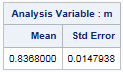 Analysis Variable : m
Mean Std Error
0.8368000 0.0147938